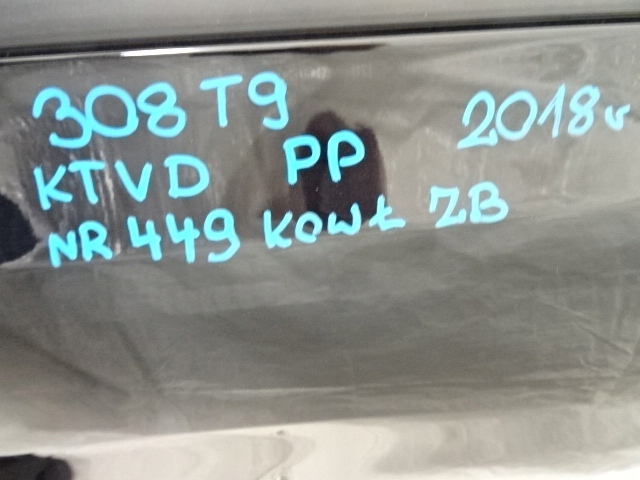 308 T9 2018r
KTVD PP
NR 449 KOWŁ ZB